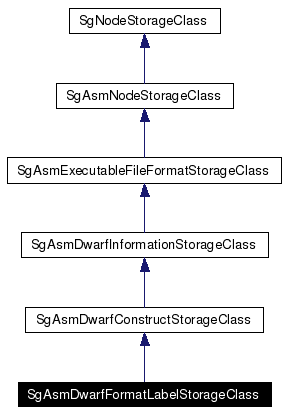 SgNodeStorageClass
SgAsmNodeStorageClass
SgAsmExecutableFileFormatStorageClass
SgAsmDwarfInformationStorageClass
SgAsmDwarfConstructStorageClass
SgAsmDwarfFormatLabelStorageClass